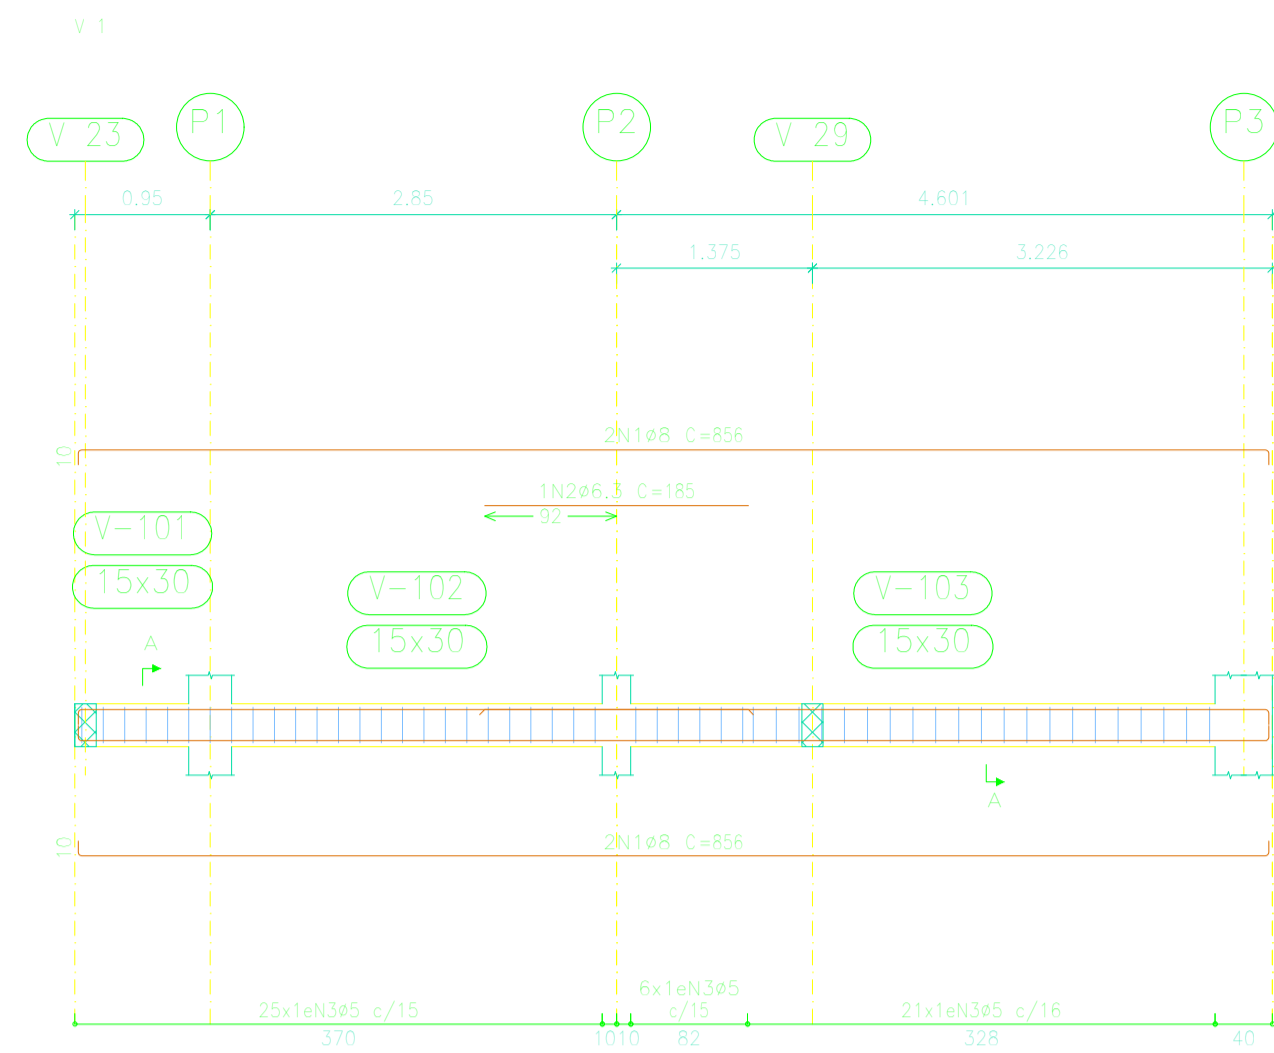 V 1
V 23
P1
P2
V 29
P3
0.95
2.85
4.601
1.375
3.226
2N1ø8 C=856
10
1N2ø6.3 C=185
92
V-101
15x30
V-102
15x30
V-103
15x30
A
A
2N1ø8 C=856
10
25x1eN3ø5 c/15
6x1eN3ø5
c/15
21x1eN3ø5 c/16
370
1010
82
328
40